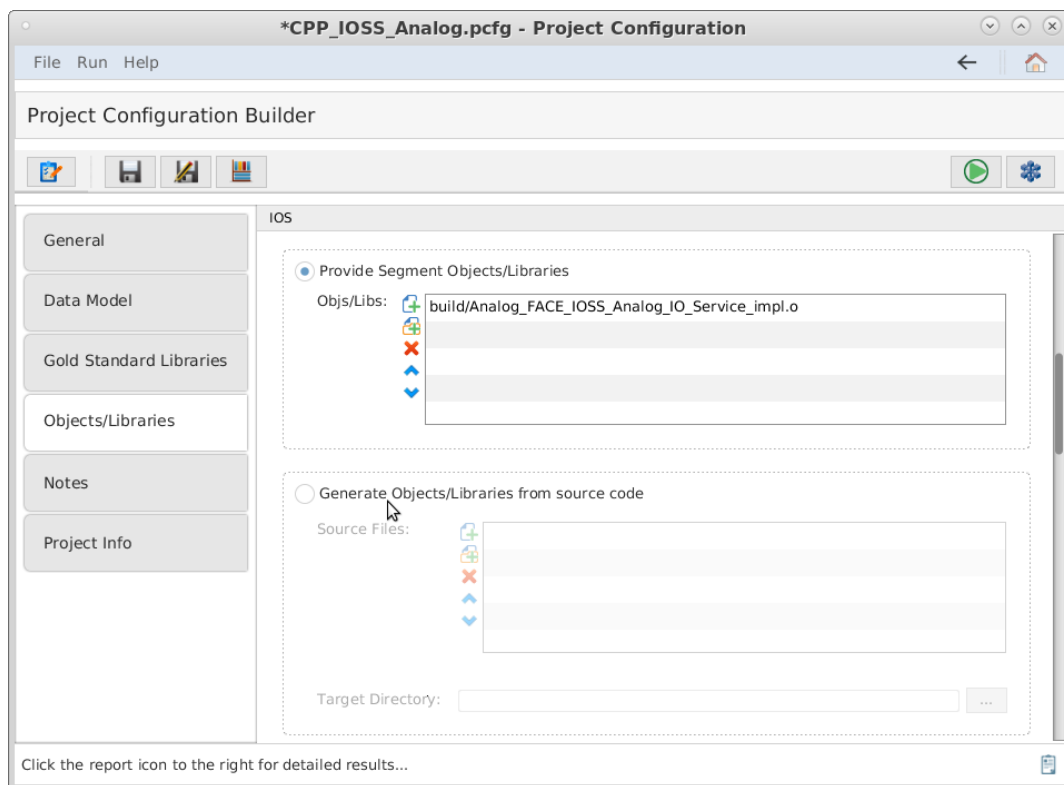 *CPP_IOSS_Analog.pcfg - Project Configuration
File Run Help
Project Configuration Builder
General
Data Model
Gold Standard Libraries
Objects/Libraries
Notes
Project Info
IOS
Provide Segment Objects/Libraries
Objs/Libs:
build/Analog_FACE_IOSS_Analog_IO_Service_impl.o
Generate Objects/Libraries from source code
Source Files:
Target Directory:
...
Click the report icon to the right for detailed results...